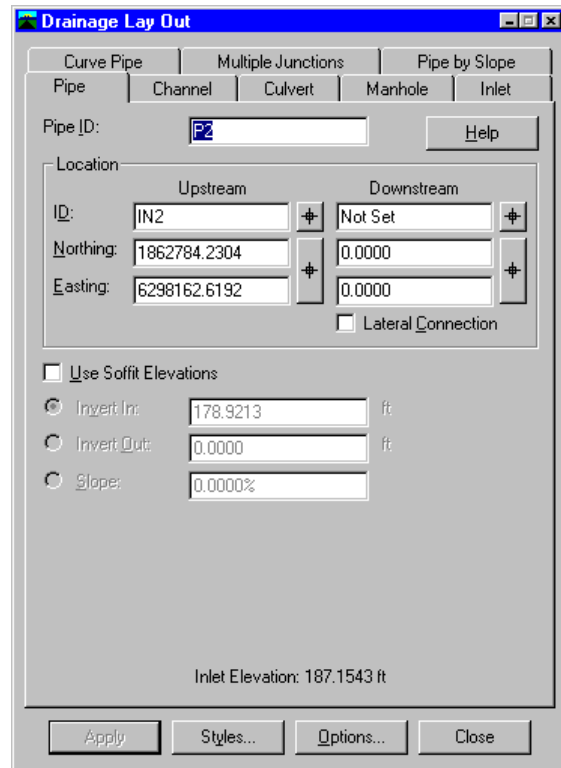 Drainage Lay Out
Curve Pipe Multiple Junctions Pipe by Slope
Pipe Channel Culvert Manhole Inlet
Pipe ID: P2 Help
Location
Upstream Downstream
ID: IN2 Not Set
Northing: 1862784.2304 0.0000
Easting: 6298162.6192 0.0000
Lateral Connection
Use Soffit Elevations
Invert In: 178.9213 ft
Invert Out: 0.0000 ft
Slope: 0.0000%
Inlet Elevation: 187.1543 ft
Apply Styles... Options... Close